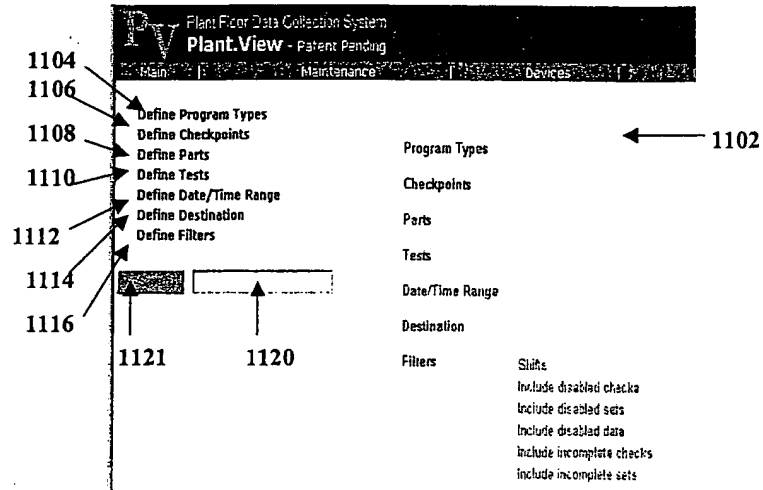 PV
Plant Floor Data Collection System
Plant.View - Patent Pending
Main | Maintenance | Devices |
1104
1106
1108
1110
1112
1114
1116
Define Program Types
Define Checkpoints
Define Parts
Define Tests
Define Date/Time Range
Define Destination
Define Filters
1121
1120
1102
Program Types
Checkpoints
Parts
Tests
Date/Time Range
Destination
Filters
Shifts
Include disabled checks
Include disabled sets
Include disabled data
Include incomplete checks
Include incomplete sets